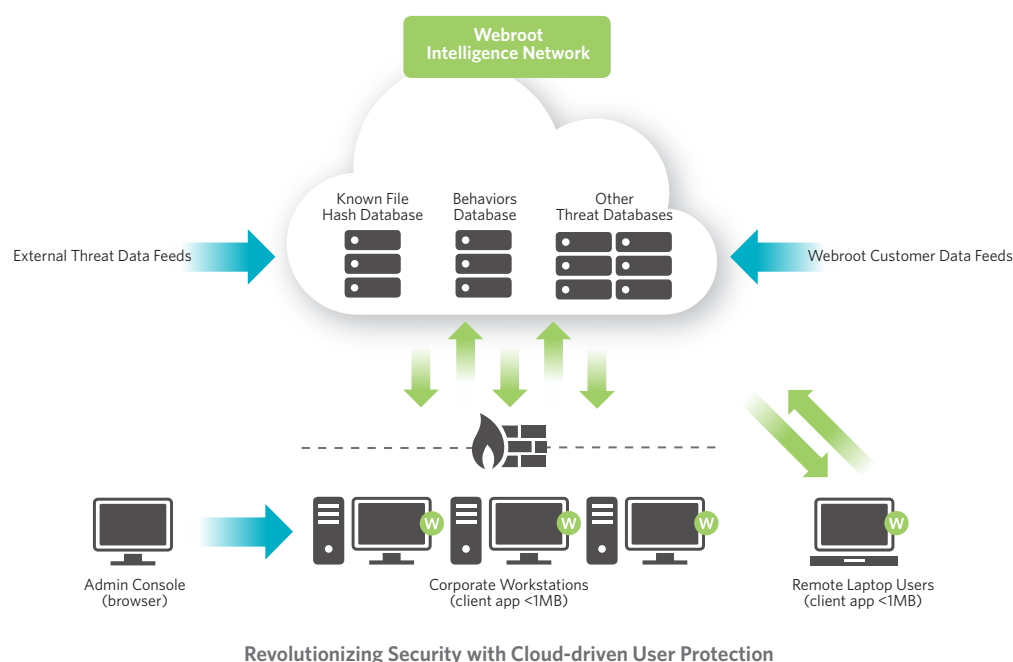 Webroot
Intelligence Network
Known File
Hash Database
Behaviors
Database
Other
Threat Databases
External Threat Data Feeds
Webroot Customer Data Feeds
W
W
W
W
Admin Console
(browser)
Corporate Workstations
(client app <1MB)
Remote Laptop Users
(client app <1MB)
Revolutionizing Security with Cloud-driven User Protection